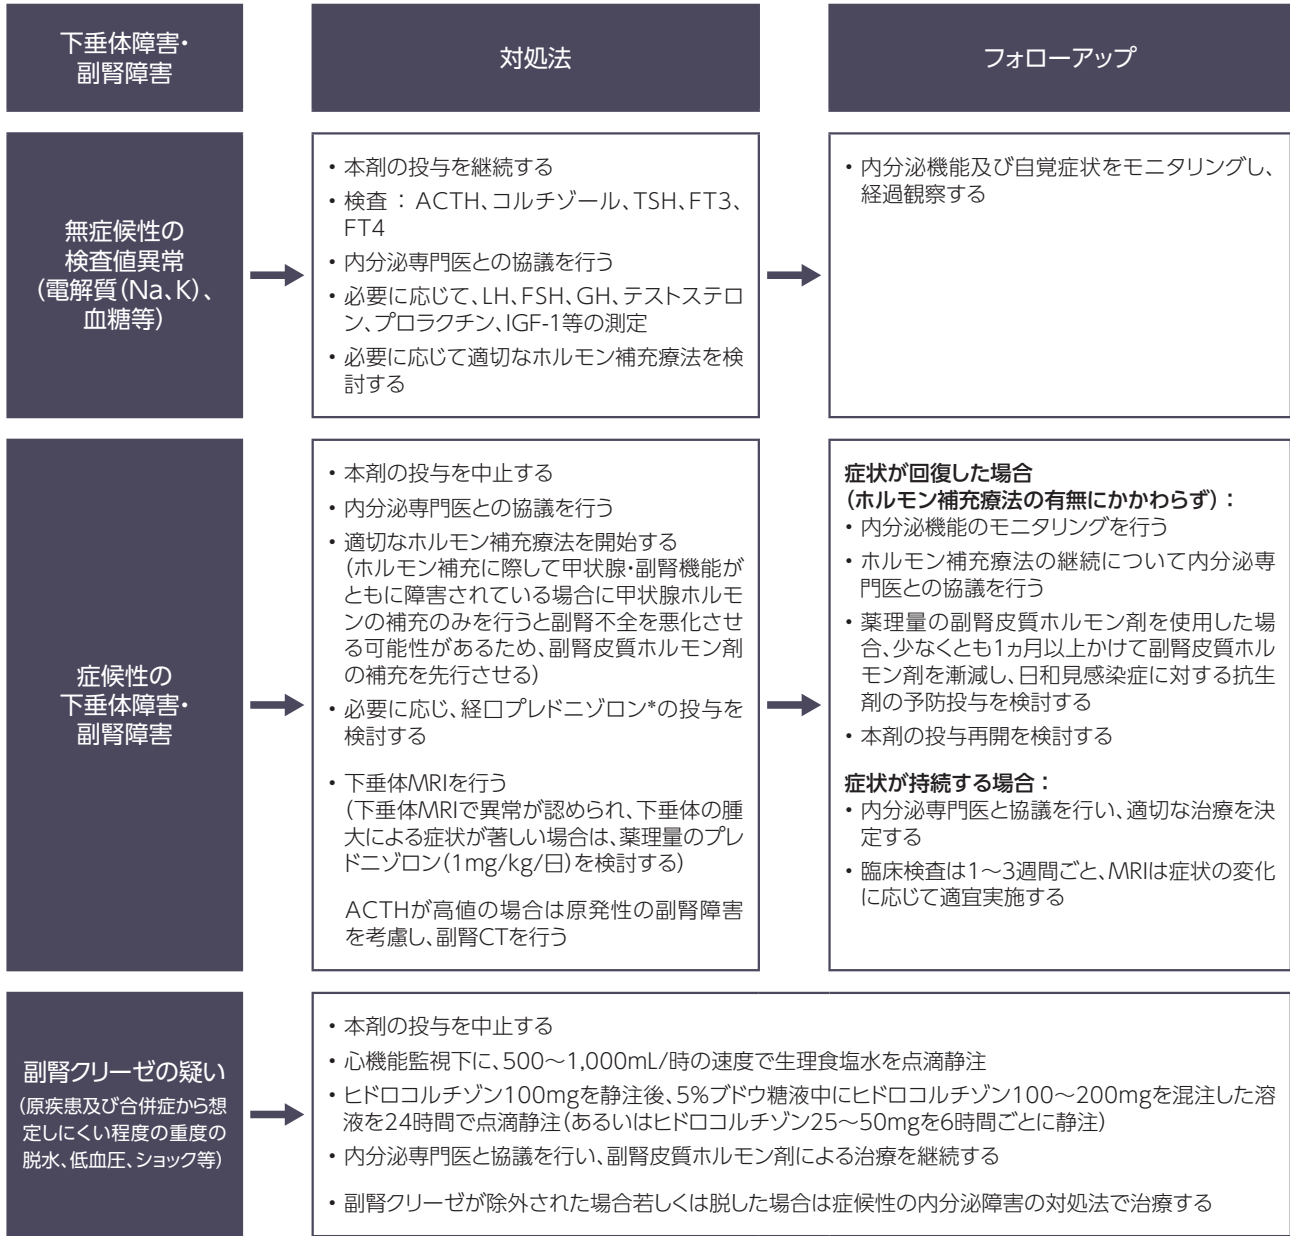 下垂体障害・
副腎障害
対処法
フォローアップ
無症候性の
検査値異常
(電解質(Na、K)、
血糖等)
・本剤の投与を継続する
・検査 : ACTH、コルチゾール、TSH、FT3、
FT4
・内分泌専門医との協議を行う
・必要に応じて、LH、FSH、GH、テストステロ
ン、プロラクチン、IGF-1等の測定
・必要に応じて適切なホルモン補充療法を検
討する
・内分泌機能及び自覚症状をモニタリングし、
経過観察する
症候性の
下垂体障害・
副腎障害
・本剤の投与を中止する
・内分泌専門医との協議を行う
・適切なホルモン補充療法を開始する
(ホルモン補充に際して甲状腺・副腎機能が
ともに障害されている場合に甲状腺ホルモ
ンの補充のみを行うと副腎不全を悪化させ
る可能性があるため、副腎皮質ホルモン剤
の補充を先行させる)
・必要に応じ、経口プレドニゾロン*の投与を
検討する
・下垂体MRIを行う
(下垂体MRIで異常が認められ、下垂体の腫
大による症状が著しい場合は、薬理量のプレ
ドニゾロン(1mg/kg/日)を検討する)
ACTHが高値の場合は原発性の副腎障害
を考慮し、副腎CTを行う
症状が回復した場合
(ホルモン補充療法の有無にかかわらず):
・内分泌機能のモニタリングを行う
・ホルモン補充療法の継続について内分泌専
門医との協議を行う
・薬理量の副腎皮質ホルモン剤を使用した場
合、少なくとも1ヵ月以上かけて副腎皮質ホル
モン剤を漸減し、日和見感染症に対する抗生
剤の予防投与を検討する
・本剤の投与再開を検討する
症状が持続する場合:
・内分泌専門医と協議を行い、適切な治療を決
定する
・臨床検査は1〜3週間ごと、MRIは症状の変化
に応じて適宜実施する
副腎クリーゼの疑い
(原疾患及び合併症から想
定しにくい程度の重度の
脱水、低血圧、ショック等)
・本剤の投与を中止する
・心機能監視下に、500〜1,000mL/時の速度で生理食塩水を点滴静注
・ヒドロコルチゾン100mgを静注後、5%ブドウ糖液中にヒドロコルチゾン100〜200mgを混注した溶
液を24時間で点滴静注(あるいはヒドロコルチゾン25〜50mgを6時間ごとに静注)
・内分泌専門医と協議を行い、副腎皮質ホルモン剤による治療を継続する
・副腎クリーゼが除外された場合若しくは脱した場合は症候性の内分泌障害の対処法で治療する